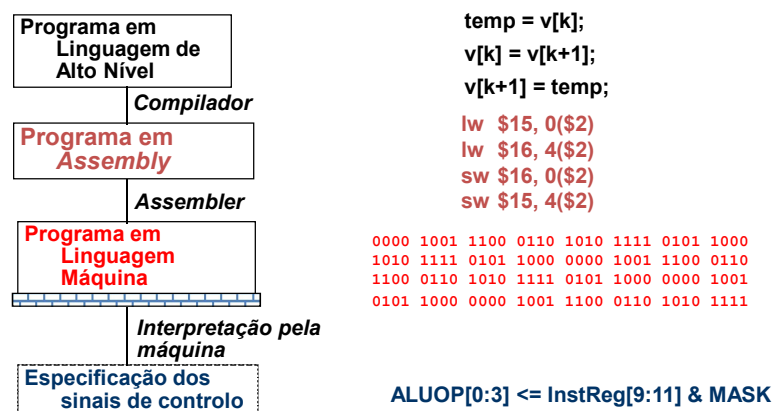 Programa em
Linguagem de
Alto Nível
temp = v[k];
v[k] = v[k+1];
v[k+1] = temp;
Compilador
Programa em
Assembly
lw $15, 0($2)
lw $16, 4($2)
sw $16, 0($2)
sw $15, 4($2)
Assembler
Programa em
Linguagem
Máquina
0000 1001 1100 0110 1010 1111 0101 1000
1010 1111 0101 1000 0000 1001 1100 0110
1100 0110 1010 1111 0101 1000 0000 1001
0101 1000 0000 1001 1100 0110 1010 1111
Interpretação pela
máquina
Especificação dos
sinais de controlo
ALUOP[0:3] <= InstReg[9:11] & MASK